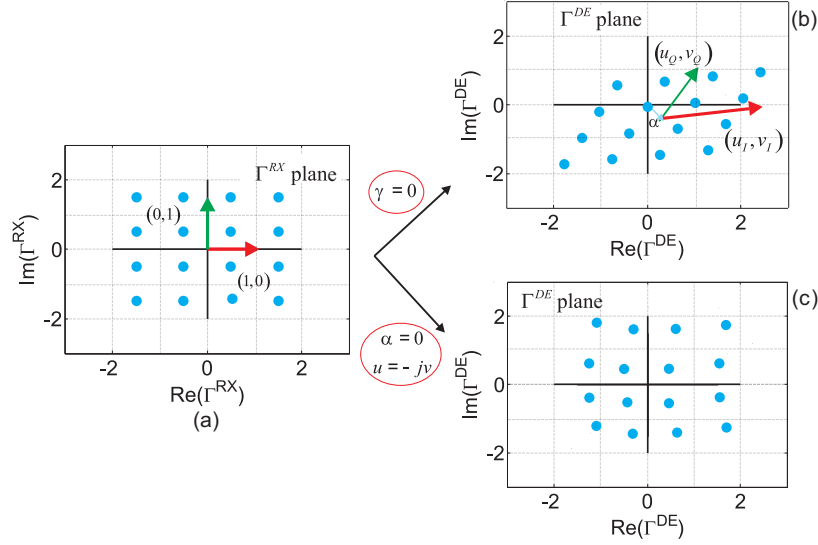 (b)
Γ^DE plane
(u_Q, v_Q)
α
(u_I, v_I)
Im(Γ^DE)
2
0
-2
-2
0
2
Re(Γ^DE)
Γ^RX plane
(0,1)
(1,0)
Im(Γ^RX)
2
0
-2
-2
0
2
Re(Γ^RX)
(a)
γ = 0
α = 0
u = - jv
(c)
Γ^DE plane
Im(Γ^DE)
2
0
-2
-2
0
2
Re(Γ^DE)